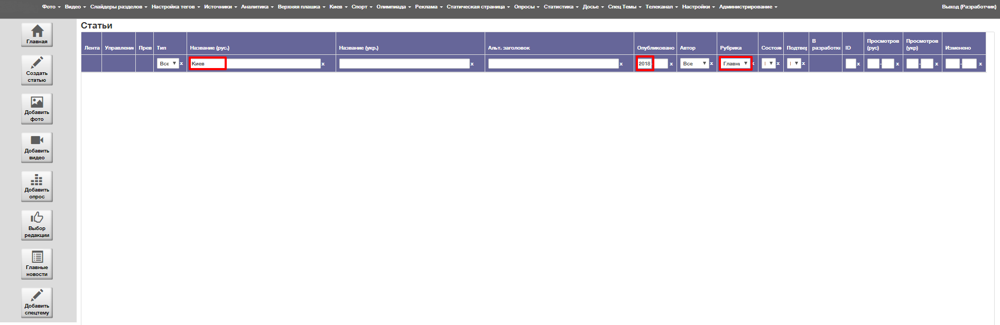 Фото Видео Слайдеры разделов Настройка тегов Источники Аналитика Верхняя плашка Киев Спорт Олимпиада Реклама Статическая страница Опросы Статистика Досье Спец Темы Телеканал Настройки Администрирование Выход (Разработчик)
Главная
Создать
статью
Добавить
фото
Добавить
видео
Добавить
опрос
Выбор
редакции
Главные
новости
Добавить
спецтему
Статьи
Лента Управлени Прев Тип Название (рус.) Название (укр.) Альт. заголовок Опубликовано Автор Рубрика Состоя Подтвер В разработк ID Просмотров (рус) Просмотров (укр) Изменено
Все x Киев x x x 2018 x Все x Главн x x x x - x - x - x